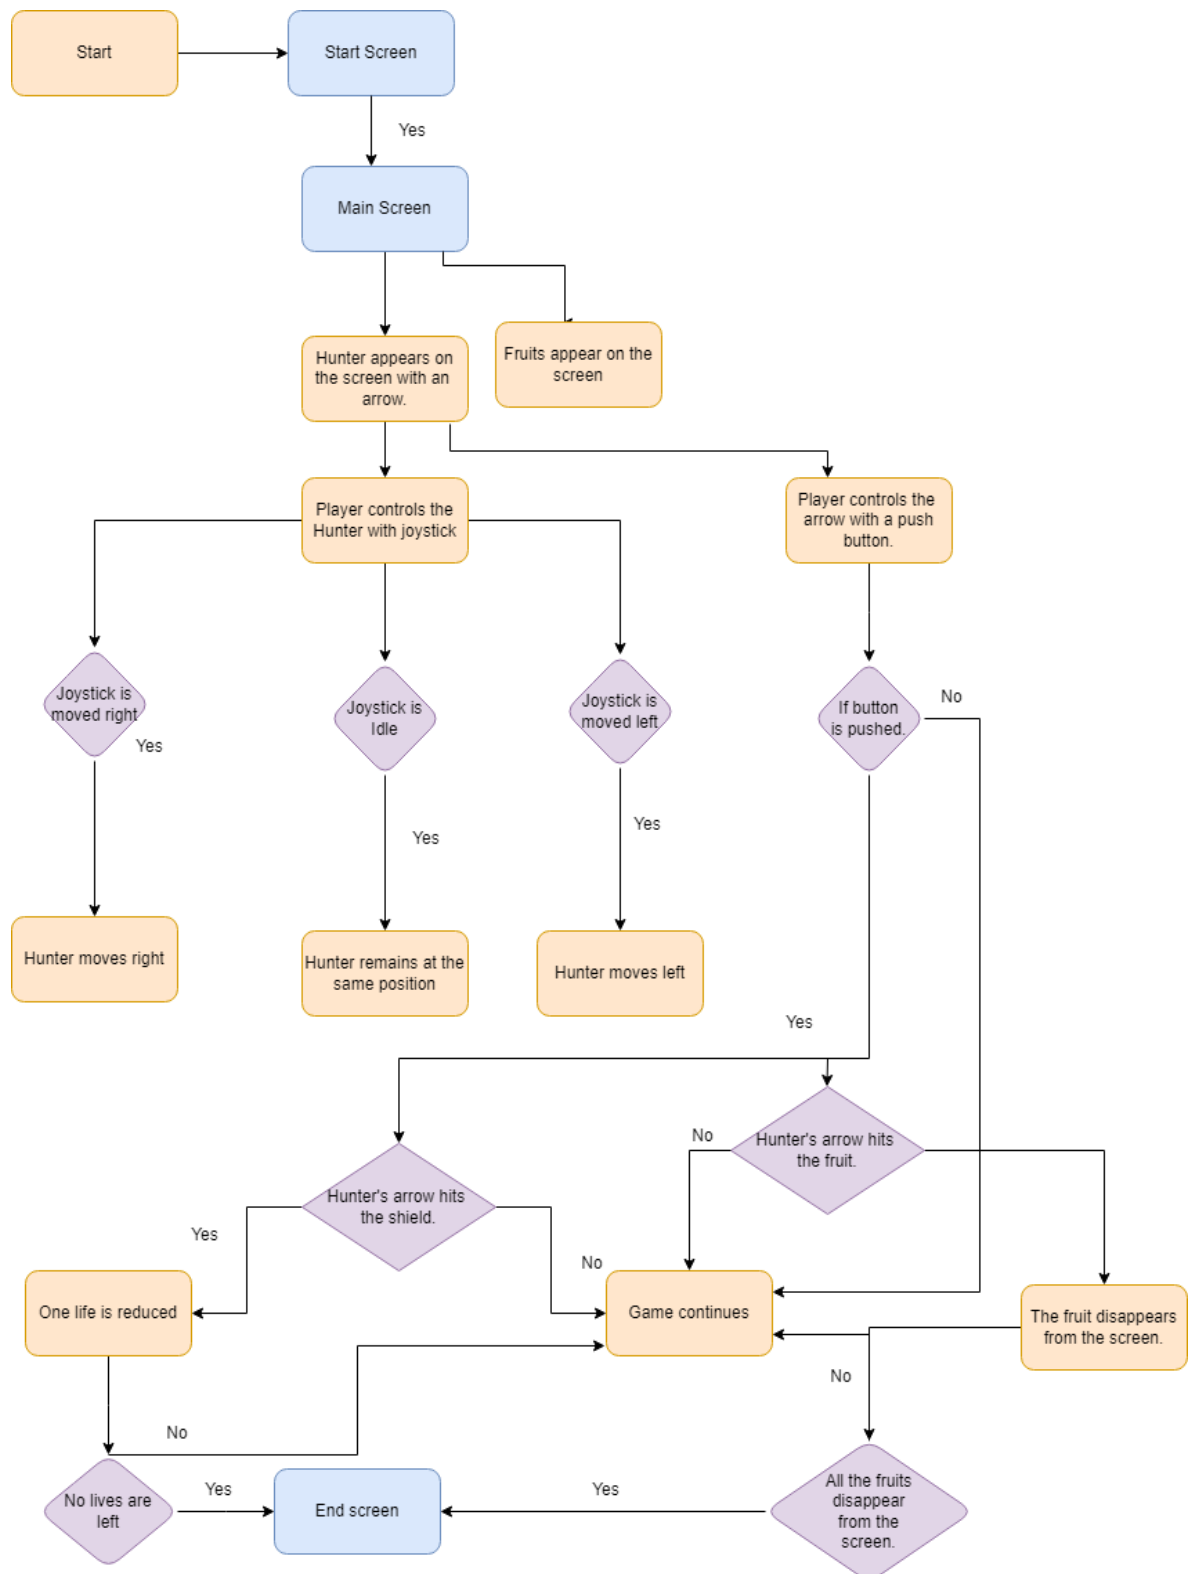 Start
Start Screen
Yes
Main Screen
Hunter appears on
the screen with an
arrow.
Fruits appear on the
screen
Player controls the
Hunter with joystick
Player controls the
arrow with a push
button.
Joystick is
moved right
Yes
Joystick is
Idle
Yes
Joystick is
moved left
Yes
If button
is pushed.
No
Hunter moves right
Hunter remains at the
same position
Hunter moves left
Yes
Hunter's arrow hits
the fruit.
No
Hunter's arrow hits
the shield.
Yes
No
One life is reduced
Game continues
The fruit disappears
from the screen.
No
No
No lives are
left
Yes
End screen
Yes
All the fruits
disappear
from the
screen.